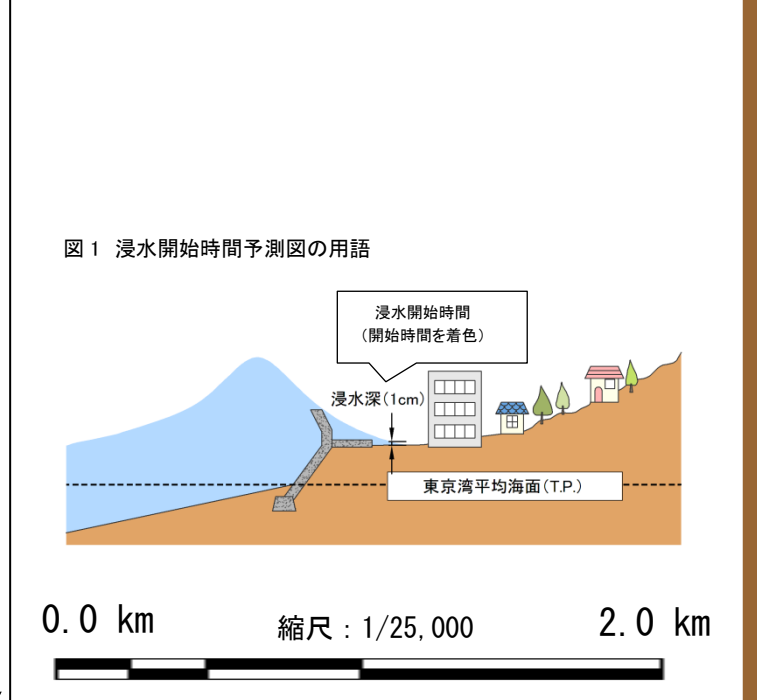 図1 浸水開始時間予測図の用語
浸水開始時間
（開始時間を着色）
浸水深（1cm）
東京湾平均海面（T.P.）
0.0 km
縮尺：1/25,000
2.0 km